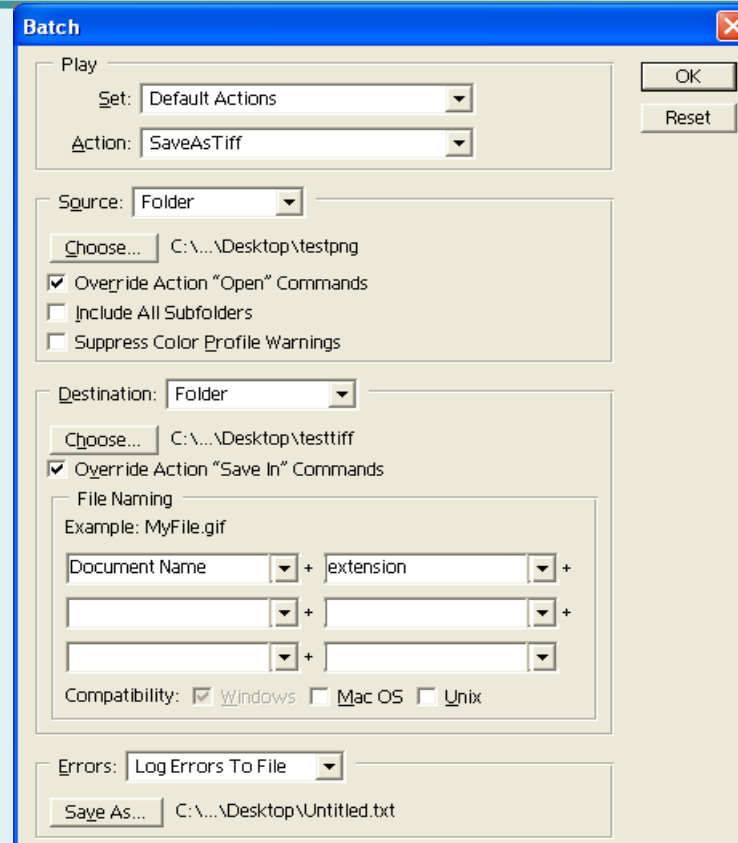 Batch
Play
OK
Set: Default Actions
Reset
Action: SaveAsTiff
Source: Folder
Choose... C:\...\Desktop\testpng
Override Action "Open" Commands
Include All Subfolders
Suppress Color Profile Warnings
Destination: Folder
Choose... C:\...\Desktop\testtiff
Override Action "Save In" Commands
File Naming
Example: MyFile.gif
Document Name + extension +
+ +
+
Compatibility: Windows Mac OS Unix
Errors: Log Errors To File
Save As... C:\...\Desktop\Untitled.txt